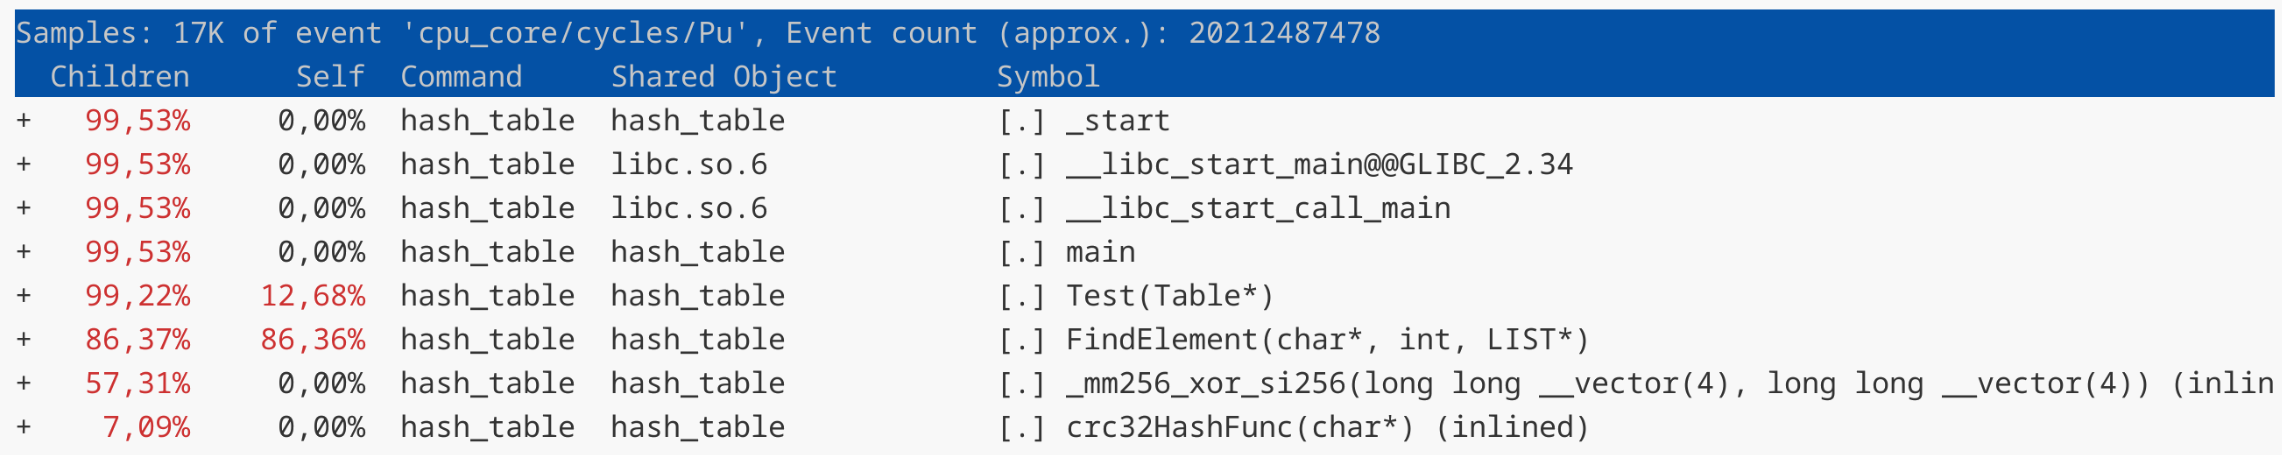 Samples: 17K of event 'cpu_core/cycles/Pu', Event count (approx.): 20212487478
Children Self Command Shared Object Symbol
+ 99,53% 0,00% hash_table hash_table [.] _start
+ 99,53% 0,00% hash_table libc.so.6 [.] __libc_start_main@@GLIBC_2.34
+ 99,53% 0,00% hash_table libc.so.6 [.] __libc_start_call_main
+ 99,53% 0,00% hash_table hash_table [.] main
+ 99,22% 12,68% hash_table hash_table [.] Test(Table*)
+ 86,37% 86,36% hash_table hash_table [.] FindElement(char*, int, LIST*)
+ 57,31% 0,00% hash_table hash_table [.] _mm256_xor_si256(long long __vector(4), long long __vector(4)) (inlin
+ 7,09% 0,00% hash_table hash_table [.] crc32HashFunc(char*) (inlined)